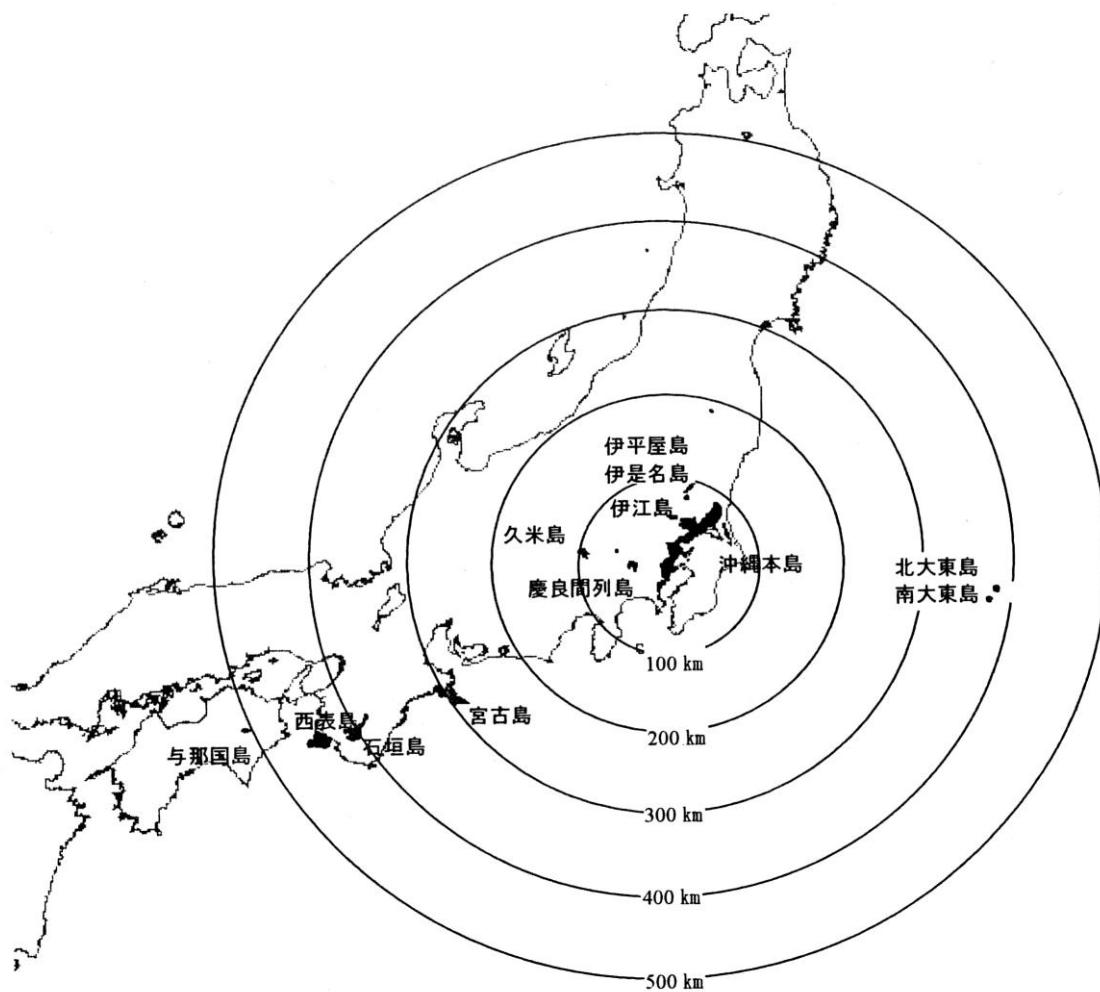 伊平屋島
伊是名島
伊江島
久米島
沖縄本島
慶良間列島
北大東島
南大東島
100 km
宮古島
西表島
石垣島
与那国島
200 km
300 km
400 km
500 km